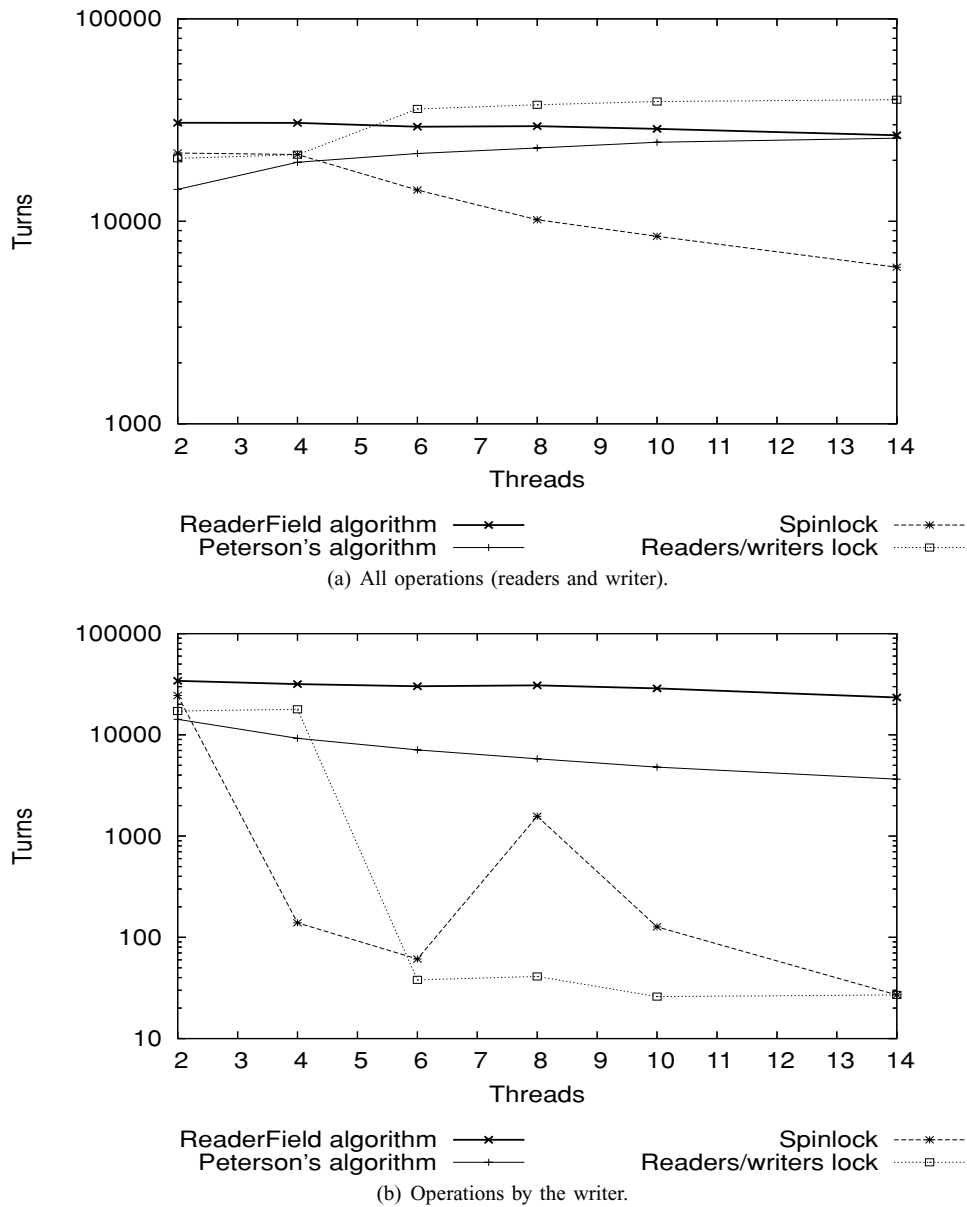 100000
10000
1000
Turns
2 3 4 5 6 7 8 9 10 11 12 13 14
Threads
ReaderField algorithm
Peterson's algorithm
Spinlock
Readers/writers lock
(a) All operations (readers and writer).
100000
10000
1000
100
10
Turns
2 3 4 5 6 7 8 9 10 11 12 13 14
Threads
ReaderField algorithm
Peterson's algorithm
Spinlock
Readers/writers lock
(b) Operations by the writer.